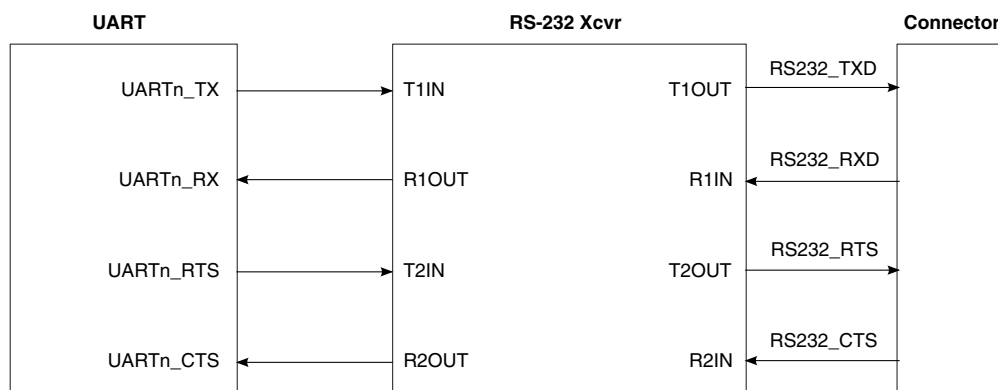 UART RS-232 Xcvr Connector
RS232_TXD
UARTn_TX T1IN T1OUT
RS232_RXD
UARTn_RX R1OUT R1IN
RS232_RTS
UARTn_RTS T2IN T2OUT
RS232_CTS
UARTn_CTS R2OUT R2IN